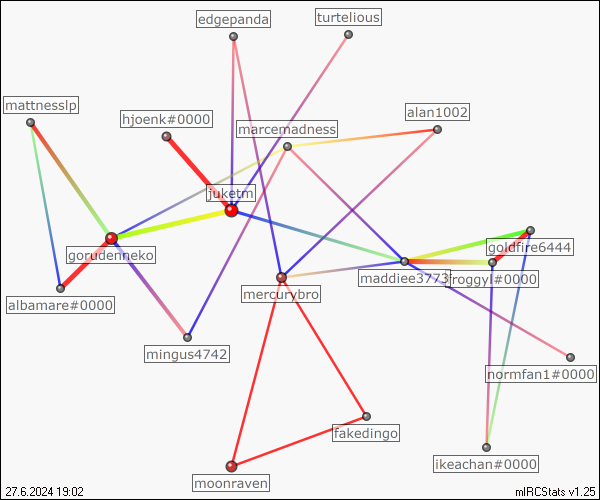 edgepanda
turtelious
mattnesslp
hjoenk#0000
alan1002
marcemadness
juketm
gorudenneko
goldfire6444
maddiee3773
froggyl#0000
albamare#0000
mercurybro
mingus4742
normfan1#0000
fakedingo
ikeachan#0000
moonraven
27.6.2024 19:02
mIRCStats v1.25